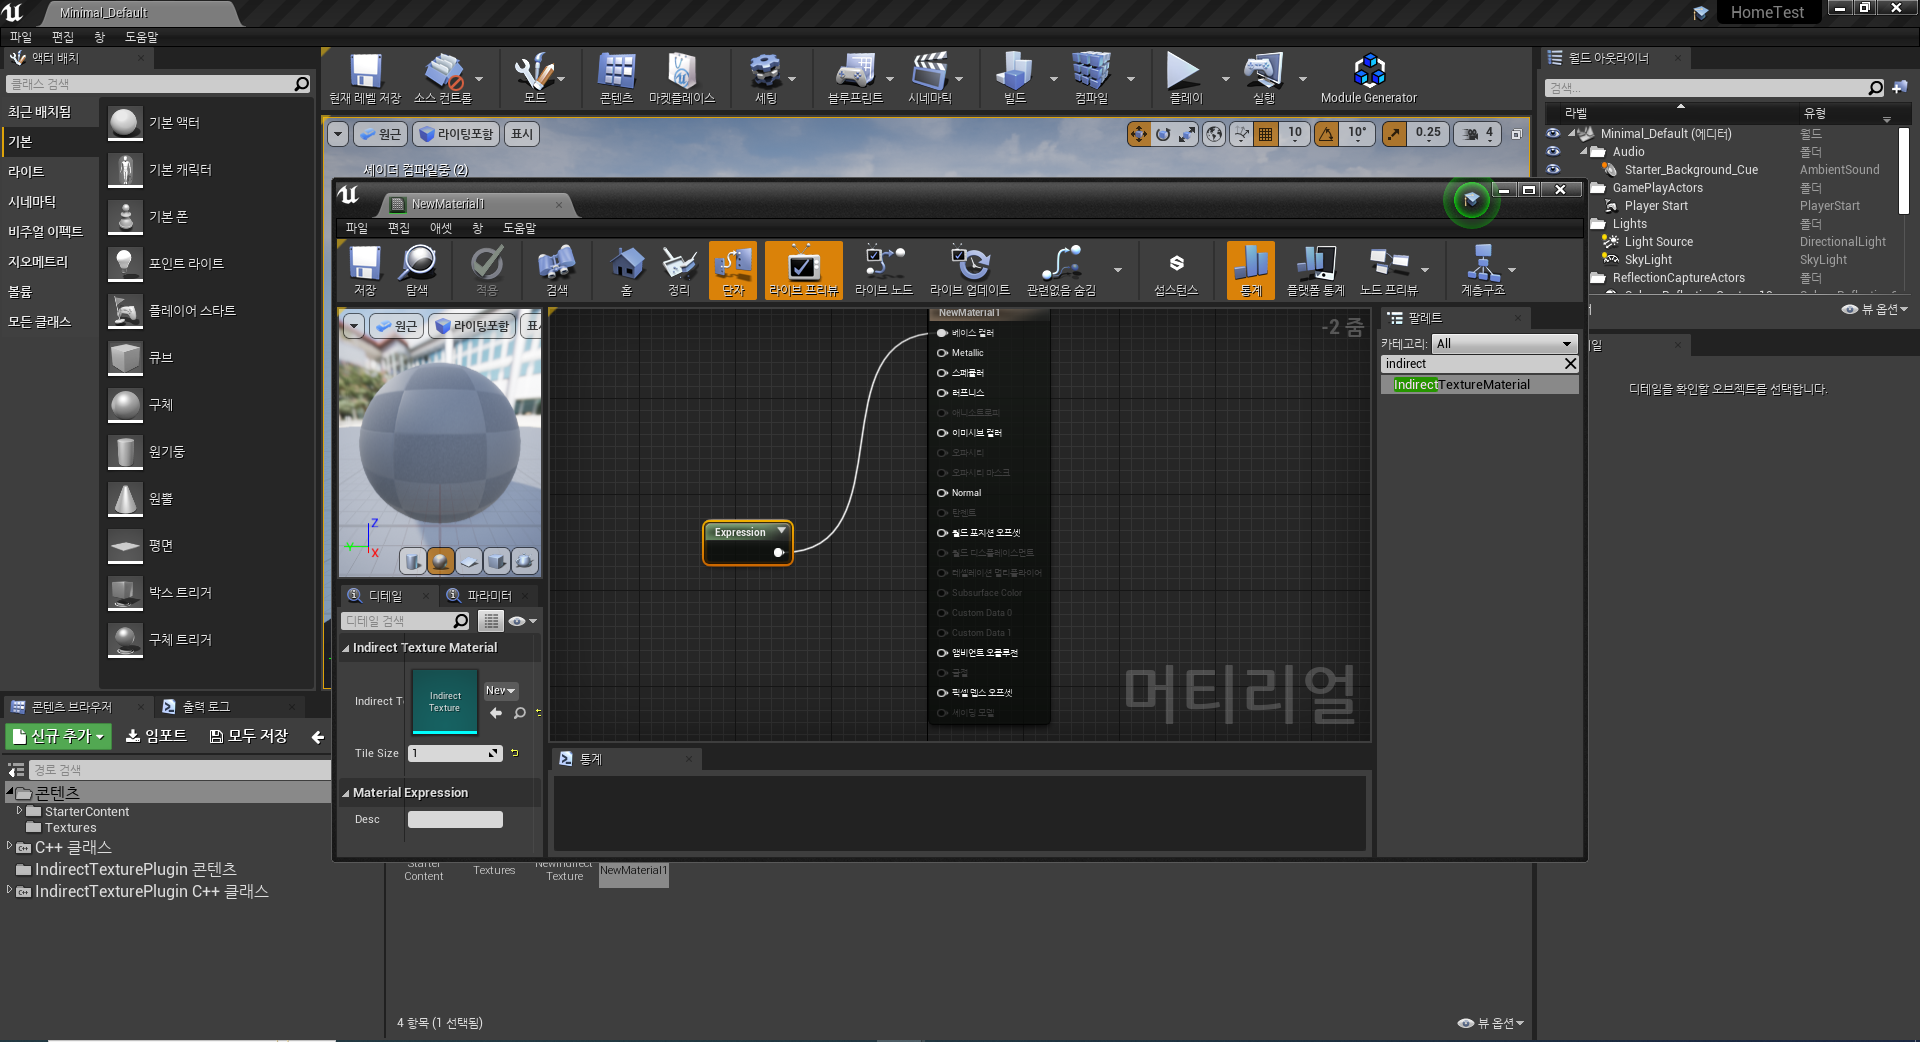 Minimal_Default
HomeTest
파일 편집 창 도움말
액터 배치
클래스 검색
최근 배치됨
기본
라이트
시네마틱
비주얼 이펙트
지오메트리
볼륨
모든 클래스
기본 액터
기본 캐릭터
기본 폰
포인트 라이트
플레이어 스타트
큐브
구체
원기둥
원뿔
평면
박스 트리거
구체 트리거
현재 레벨 저장 소스 컨트롤 모드 콘텐츠 마켓플레이스 세팅 블루프린트 시네마틱 빌드 컴파일 플레이 실행 Module Generator
원근 라이팅포함 표시
10 10° 0.25 4
셰이더 컴파일중 (2)
월드 아웃라이너
검색...
라벨 유형
Minimal_Default (에디터) 월드
Audio 폴더
Starter_Background_Cue AmbientSound
GamePlayActors 폴더
Player Start PlayerStart
Lights 폴더
Light Source DirectionalLight
SkyLight SkyLight
ReflectionCaptureActors 폴더
뷰 옵션
디테일을 확인할 오브젝트를 선택합니다.
NewMaterial1
파일 편집 애셋 창 도움말
저장 탐색 적용 검색 홈 정리 단자 라이브 프리뷰 라이브 노드 라이브 업데이트 관련없음 숨김 섭스턴스 통계 플랫폼 통계 노드 프리뷰 계층구조
원근 라이팅포함 표시
Z
Y
X
디테일 파라미터
디테일 검색
Indirect Texture Material
Indirect T
Indirect
Texture
New
Tile Size 1
Material Expression
Desc
-2 줌
Expression
NewMaterial1
베이스 컬러
Metallic
스페큘러
러프니스
애니소트로피
이미시브 컬러
오파시티
오파시티 마스크
Normal
탄젠트
월드 포지션 오프셋
월드 디스플레이스먼트
테셀레이션 멀티플라이어
Subsurface Color
Custom Data 0
Custom Data 1
앰비언트 오클루전
굴절
픽셀 뎁스 오프셋
셰이딩 모델
머티리얼
통계
팔레트
카테고리: All
indirect
IndirectTextureMaterial
콘텐츠 브라우저 출력 로그
신규 추가 임포트 모두 저장
경로 검색
콘텐츠
StarterContent
Textures
C++ 클래스
IndirectTexturePlugin 콘텐츠
IndirectTexturePlugin C++ 클래스
Starter
Content
Textures
NewIndirect
Texture
NewMaterial1
4 항목 (1 선택됨)
뷰 옵션